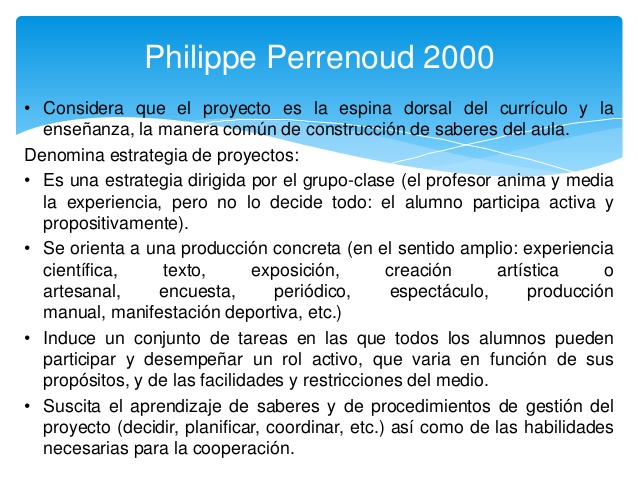 Philippe Perrenoud 2000
• Considera que el proyecto es la espina dorsal del currículo y la
enseñanza, la manera común de construcción de saberes del aula.
Denomina estrategia de proyectos:
• Es una estrategia dirigida por el grupo-clase (el profesor anima y media
la experiencia, pero no lo decide todo: el alumno participa activa y
propositivamente).
• Se orienta a una producción concreta (en el sentido amplio: experiencia
científica, texto, exposición, creación artística o
artesanal, encuesta, periódico, espectáculo, producción
manual, manifestación deportiva, etc.)
• Induce un conjunto de tareas en las que todos los alumnos pueden
participar y desempeñar un rol activo, que varia en función de sus
propósitos, y de las facilidades y restricciones del medio.
• Suscita el aprendizaje de saberes y de procedimientos de gestión del
proyecto (decidir, planificar, coordinar, etc.) así como de las habilidades
necesarias para la cooperación.